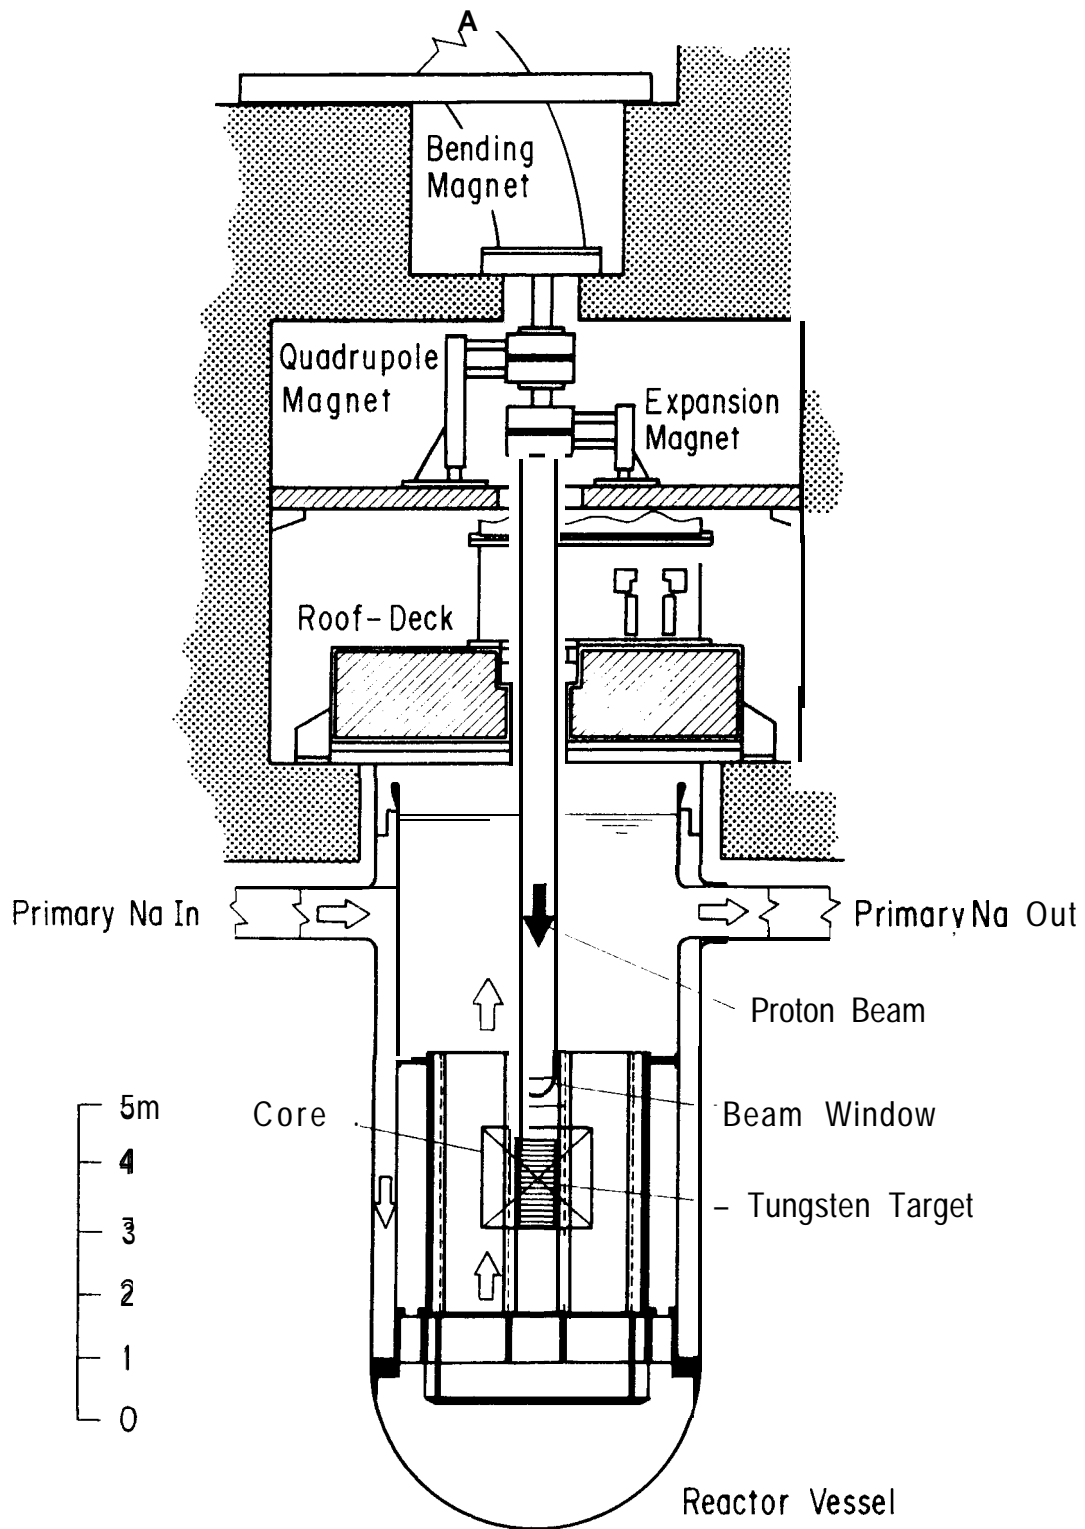 A
Bending
Magnet
Quadrupole
Magnet
Expansion
Magnet
Roof-Deck
Primary Na In
Primary Na Out
Proton Beam
Beam Window
Core
Tungsten Target
5m
4
3
2
1
0
Reactor Vessel